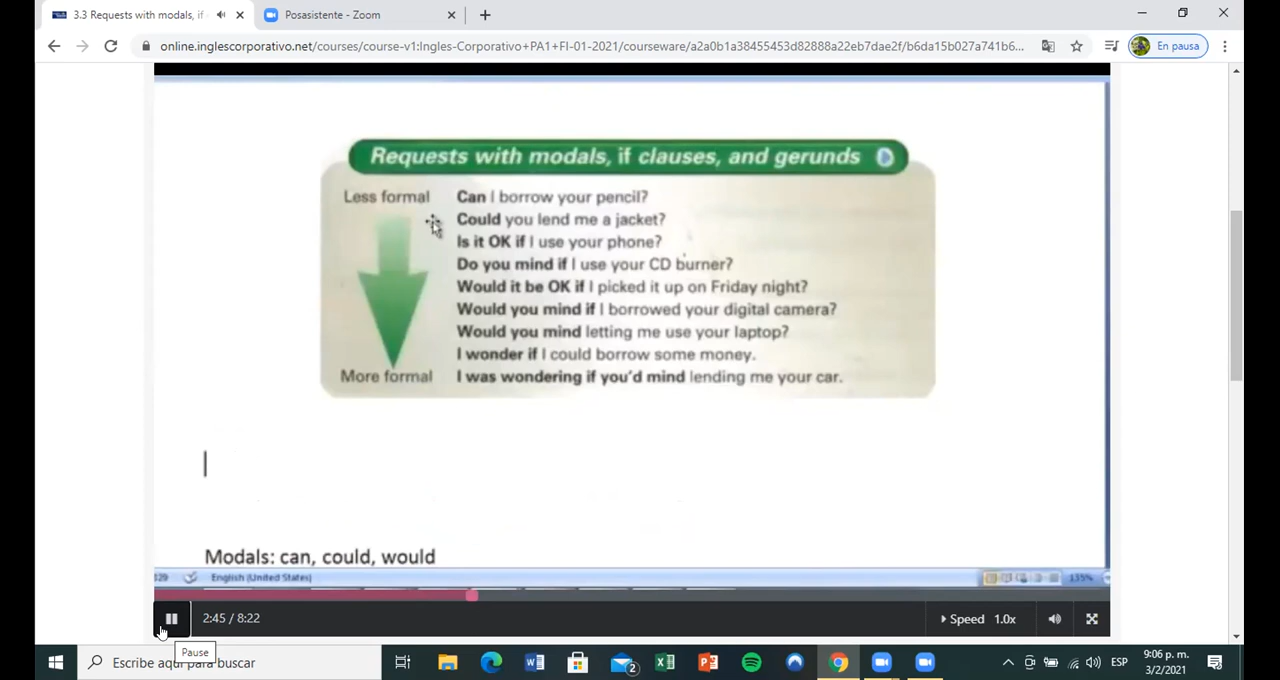 3.3 Requests with modals, if
Posasistente - Zoom
online.inglescorporativo.net/courses/course-v1:Ingles-Corporativo+PA1+FI-01-2021/courseware/a2a0b1a38455453d82888a22eb7dae2f/b6da15b027a741b6...
En pausa
Requests with modals, if clauses, and gerunds
Less formal
Can I borrow your pencil?
Could you lend me a jacket?
Is it OK if I use your phone?
Do you mind if I use your CD burner?
Would it be OK if I picked it up on Friday night?
Would you mind if I borrowed your digital camera?
Would you mind letting me use your laptop?
I wonder if I could borrow some money.
More formal
I was wondering if you'd mind lending me your car.
Modals: can, could, would
129 English (United States) 135%
2:45 / 8:22
Speed 1.0x
Pause
Escribe aquí para buscar
2
ESP
9:06 p. m.
3/2/2021